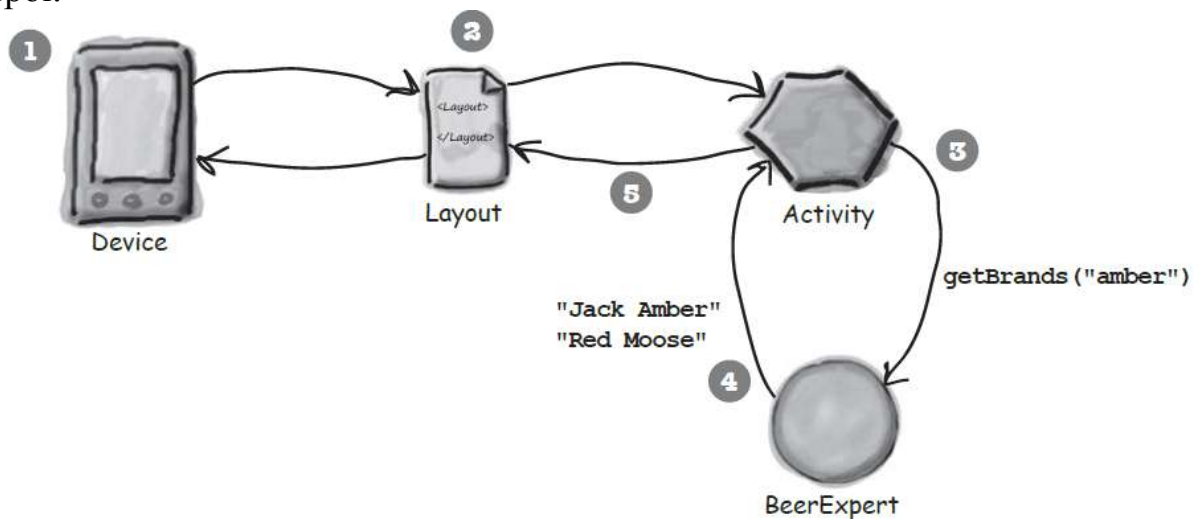 1
2
<Layout>
</Layout>
3
5
Layout
Activity
Device
getBrands("amber")
"Jack Amber"
"Red Moose"
4
BeerExpert